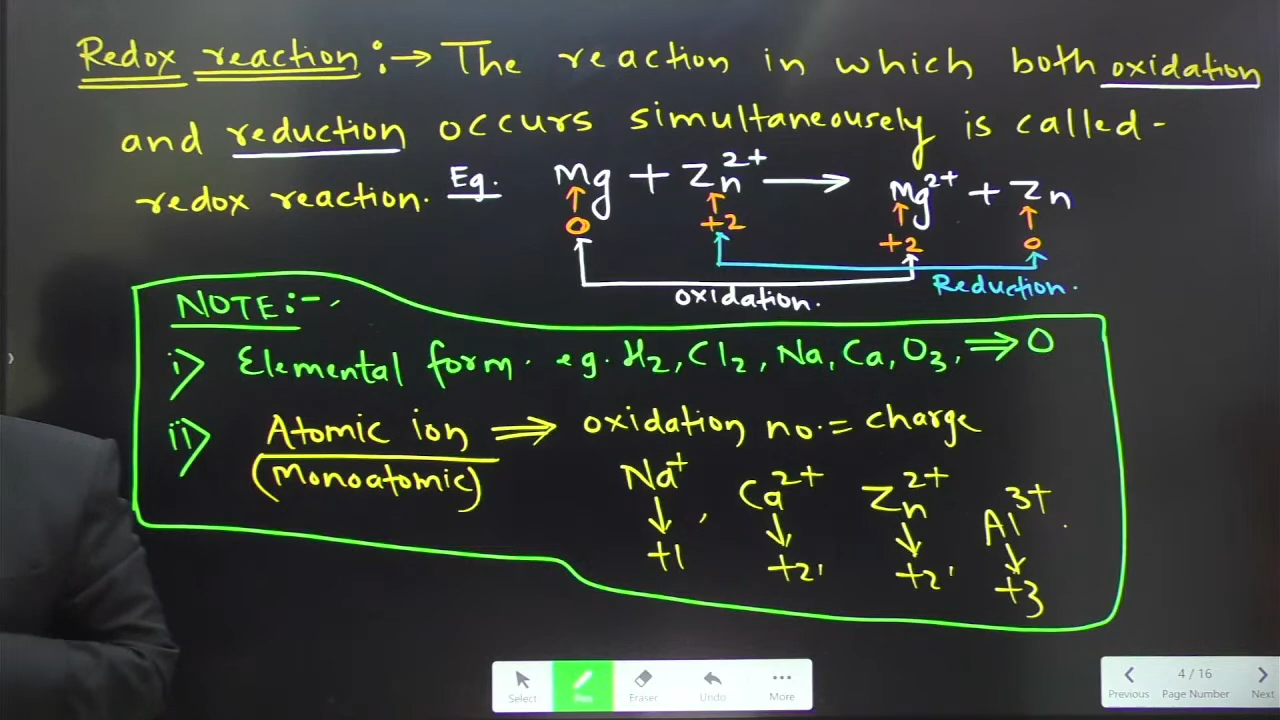 Redox reaction :→ The reaction in which both oxidation
and reduction occurs simultaneousely is called-
redox reaction. Eg. Mg + Zn²⁺ → Mg²⁺ + Zn
0 +2 +2 0
oxidation. Reduction.
NOTE:-
i) Elemental form. eg. H₂, Cl₂, Na, Ca, O₃, ⇒ 0
ii) Atomic ion ⇒ oxidation no. = charge
(Monoatomic)
Na⁺, Ca²⁺ Zn²⁺ Al³⁺.
+1 +2 +2 +3
Select Pen Eraser Undo More
4 / 16
Previous Page Number Next